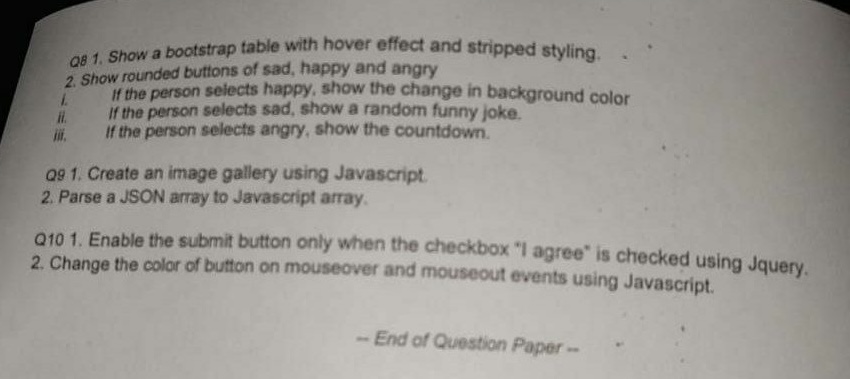 Q8 1. Show a bootstrap table with hover effect and stripped styling.
2. Show rounded buttons of sad, happy and angry
i. If the person selects happy, show the change in background color
ii. If the person selects sad, show a random funny joke.
iii. If the person selects angry, show the countdown.
Q9 1. Create an image gallery using Javascript.
2. Parse a JSON array to Javascript array.
Q10 1. Enable the submit button only when the checkbox "I agree" is checked using Jquery.
2. Change the color of button on mouseover and mouseout events using Javascript.
-- End of Question Paper --